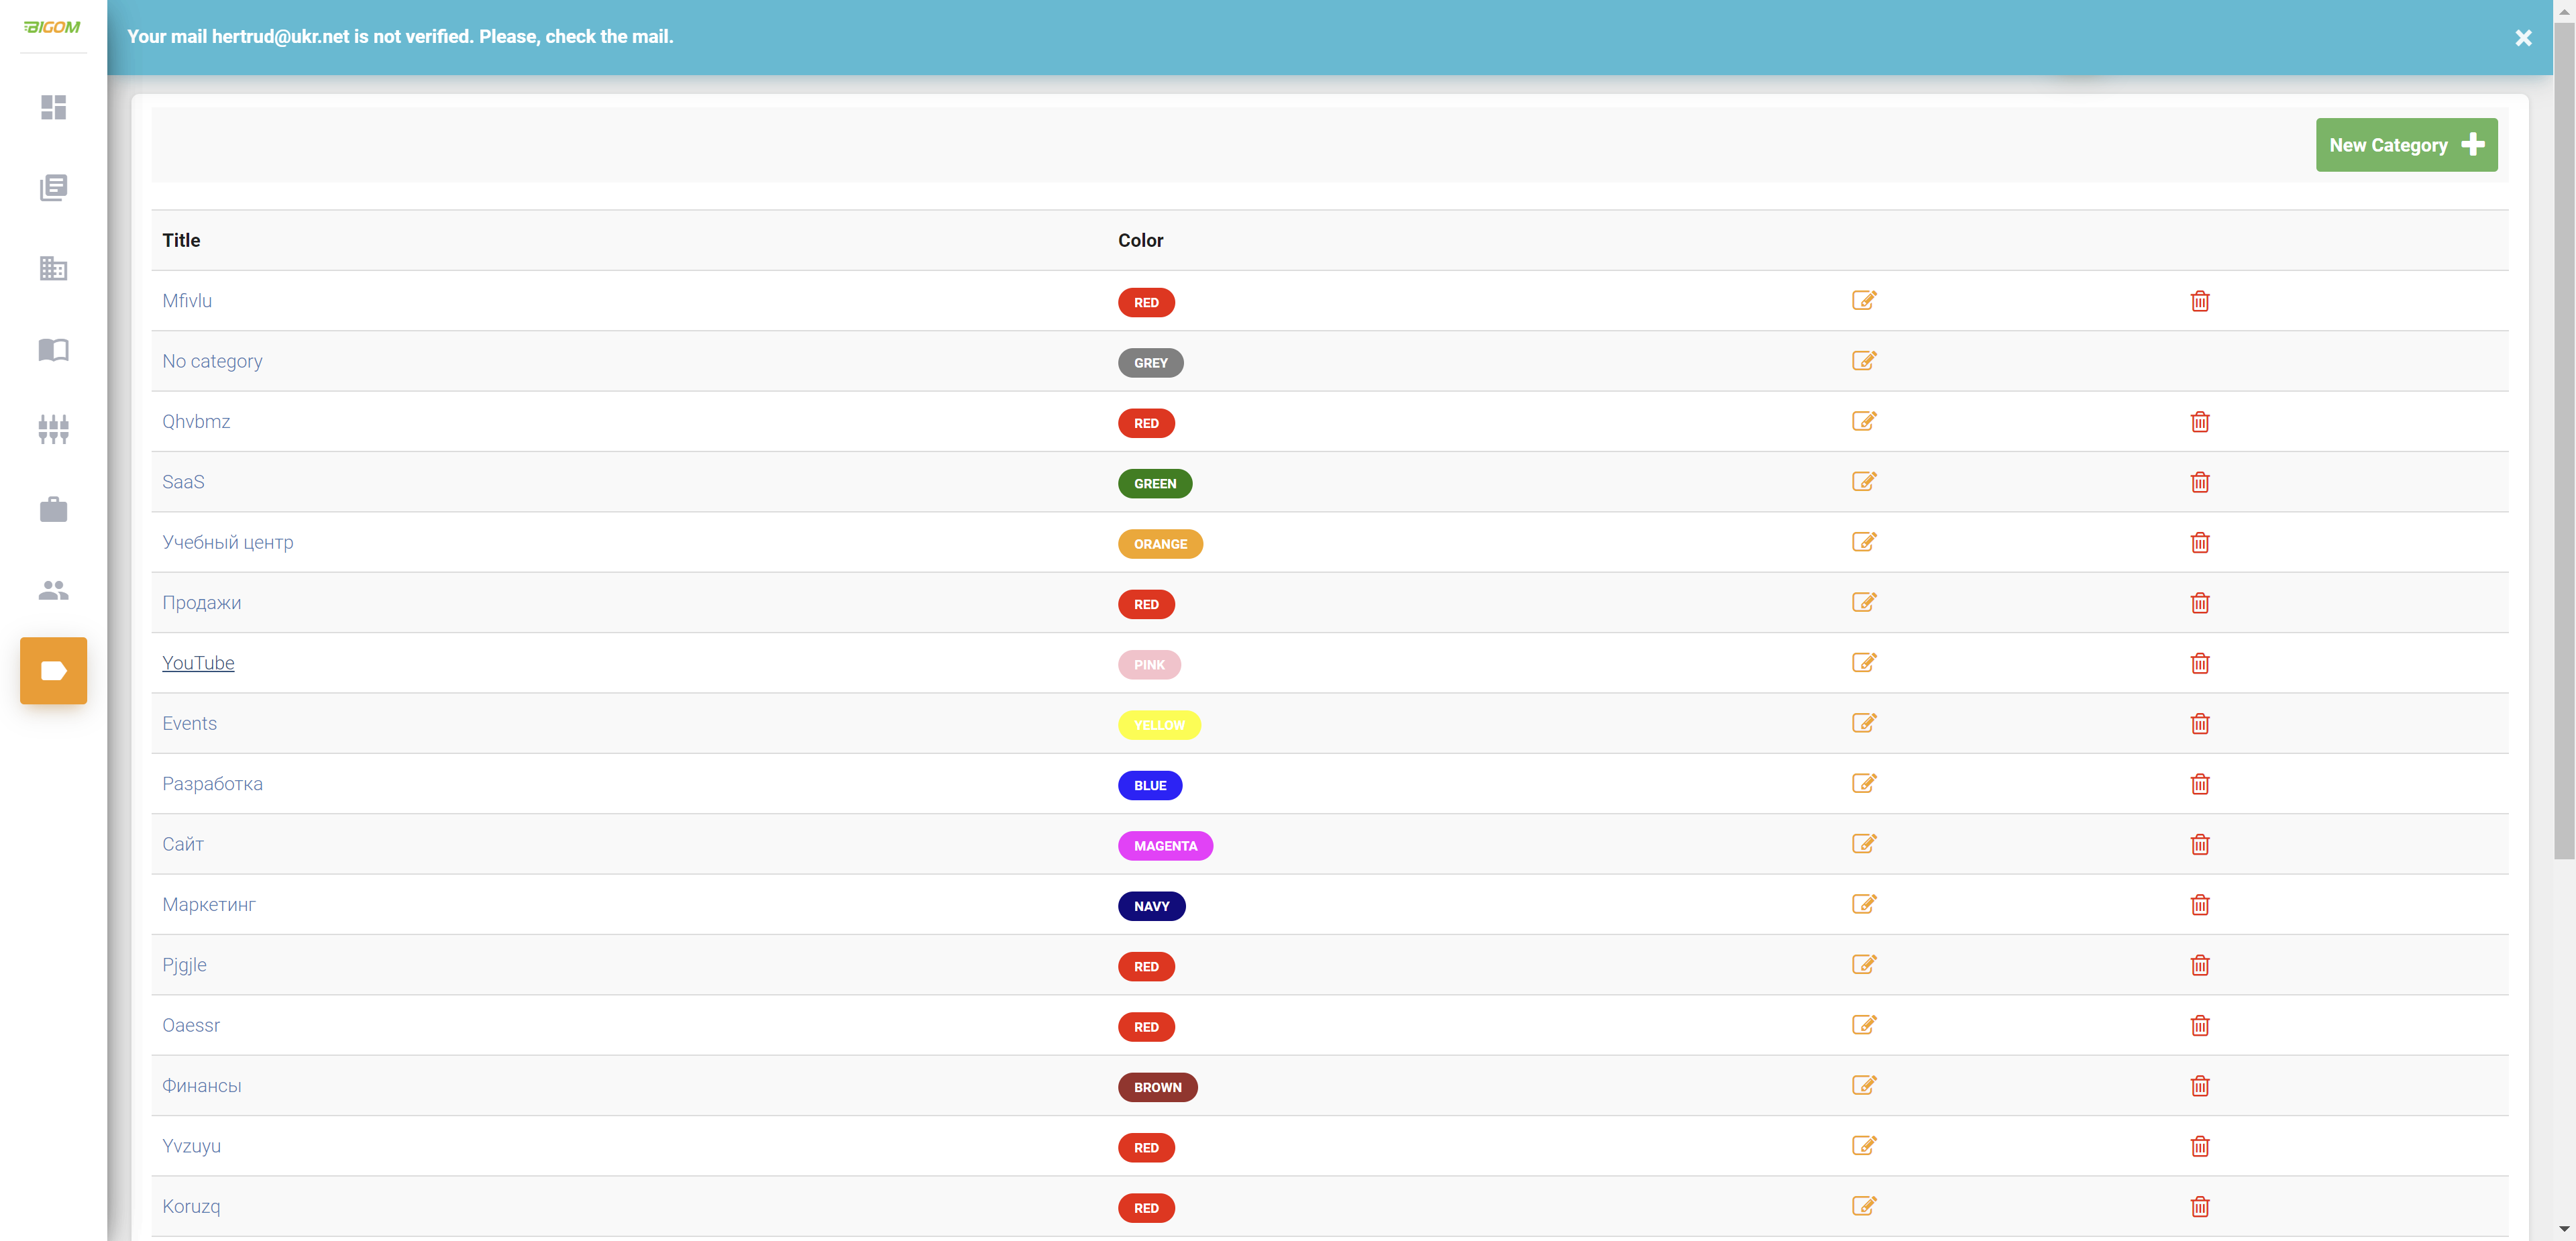 BIGOM
Your mail hertrud@ukr.net is not verified. Please, check the mail.
New Category
Title Color
Mfivlu RED
No category GREY
Qhvbmz RED
SaaS GREEN
Учебный центр ORANGE
Продажи RED
YouTube PINK
Events YELLOW
Разработка BLUE
Сайт MAGENTA
Маркетинг NAVY
Pjgjle RED
Oaessr RED
Финансы BROWN
Yvzuyu RED
Koruzq RED